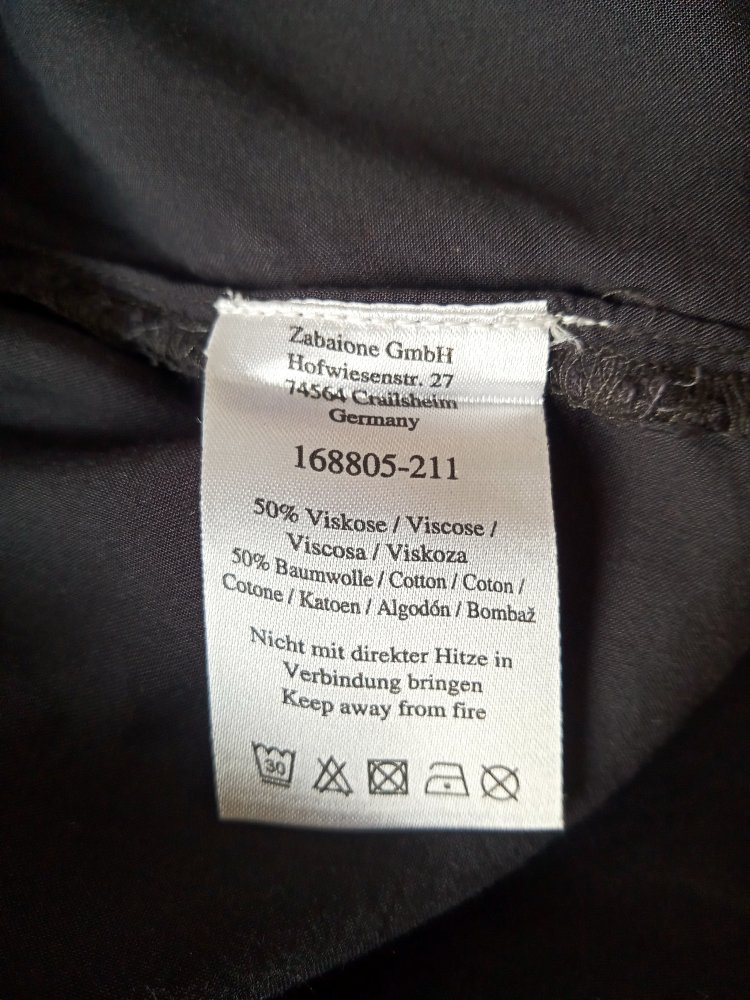 Zabaione GmbH
Hofwiesenstr. 27
74564 Crailsheim
Germany
168805-211
50% Viskose / Viscose /
Viscosa / Viskoza
50% Baumwolle / Cotton / Coton /
Cotone / Katoen / Algodón / Bombaž
Nicht mit direkter Hitze in
Verbindung bringen
Keep away from fire
30